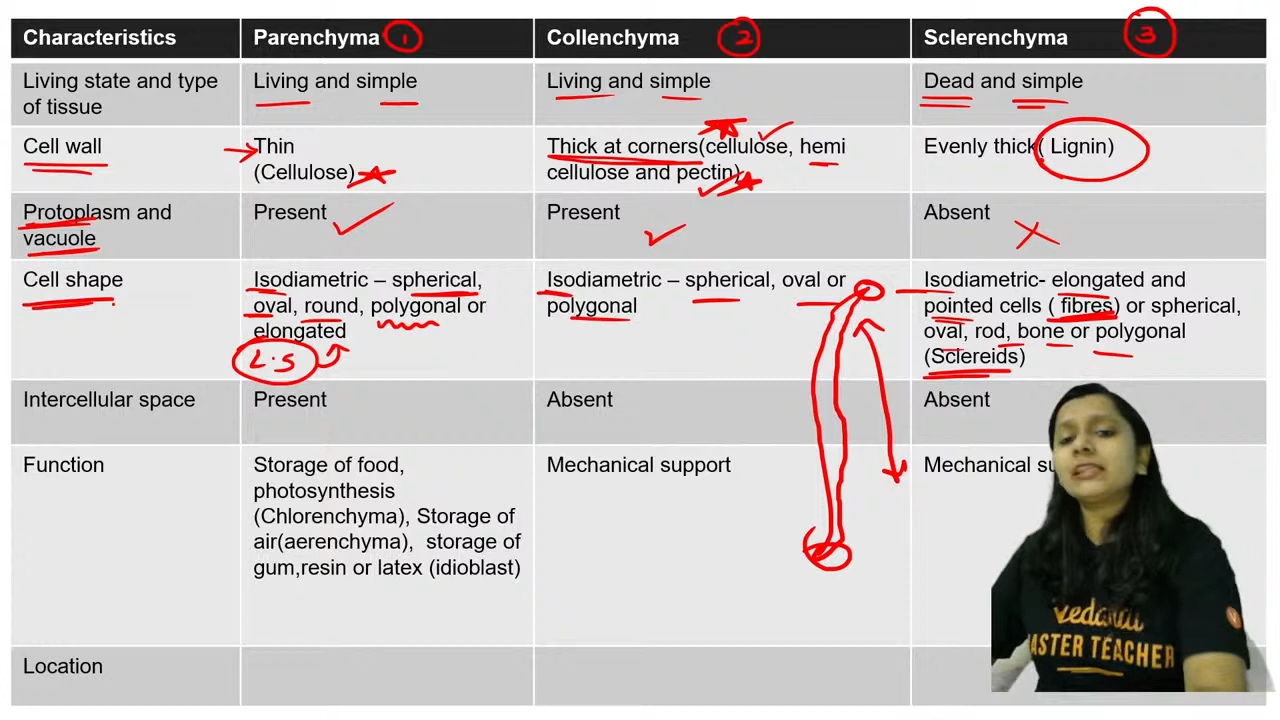 Characteristics
Parenchyma 1
Collenchyma 2
Sclerenchyma 3
Living state and type
of tissue
Living and simple
Living and simple
Dead and simple
Cell wall
Thin
(Cellulose)
Thick at corners(cellulose, hemi
cellulose and pectin)
Evenly thick( Lignin)
Protoplasm and
vacuole
Present
Present
Absent
Cell shape
Isodiametric – spherical,
oval, round, polygonal or
elongated
L.S
Isodiametric – spherical, oval or
polygonal
Isodiametric- elongated and
pointed cells ( fibres) or spherical,
oval, rod, bone or polygonal
(Sclereids)
Intercellular space
Present
Absent
Absent
Function
Storage of food,
photosynthesis
(Chlorenchyma), Storage of
air(aerenchyma),  storage of
gum,resin or latex (idioblast)
Mechanical support
Mechanical su
Location
Vedantu
MASTER TEACHER